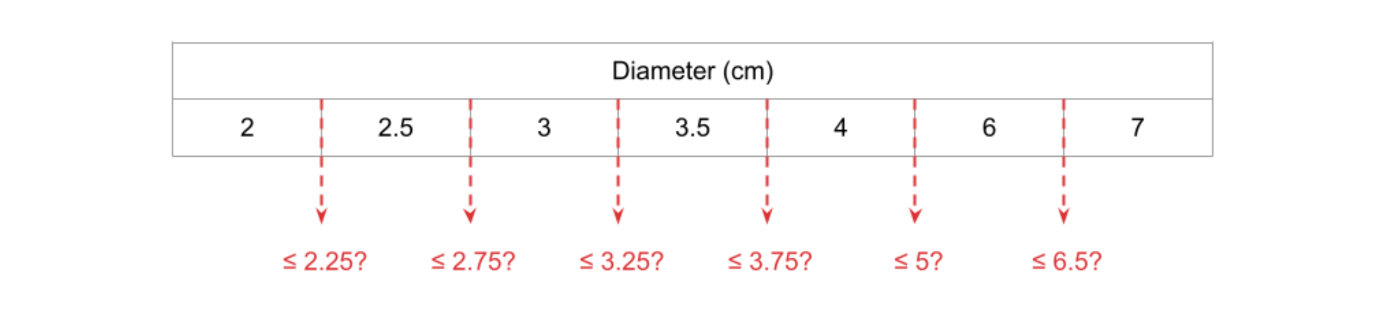 Diameter (cm)
2 2.5 3 3.5 4 6 7
≤ 2.25? ≤ 2.75? ≤ 3.25? ≤ 3.75? ≤ 5? ≤ 6.5?